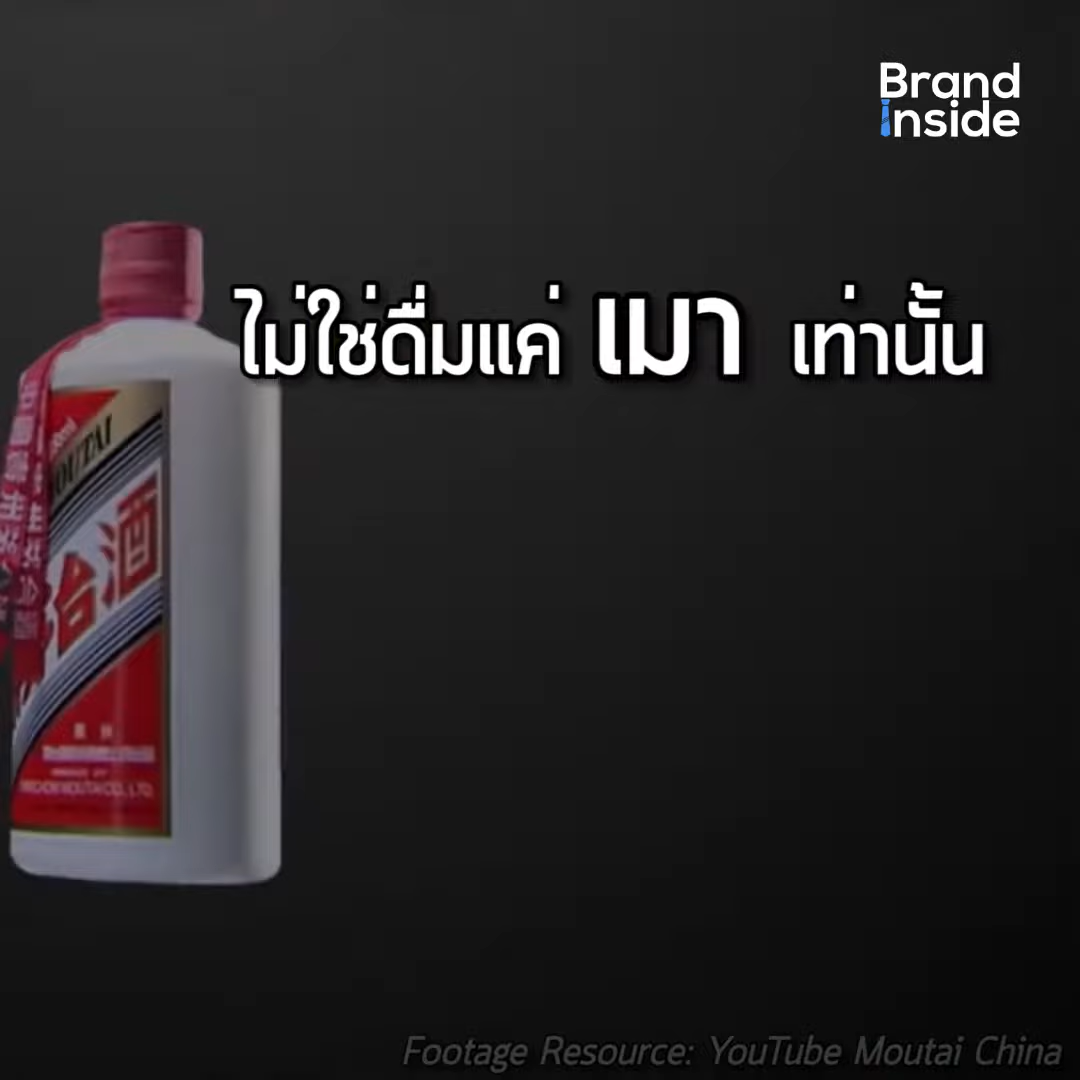 Brand
inside
ไม่ใช่ดื่มแค่ เมา เท่านั้น
MOUTAI
台酒
Footage Resource: YouTube Moutai China